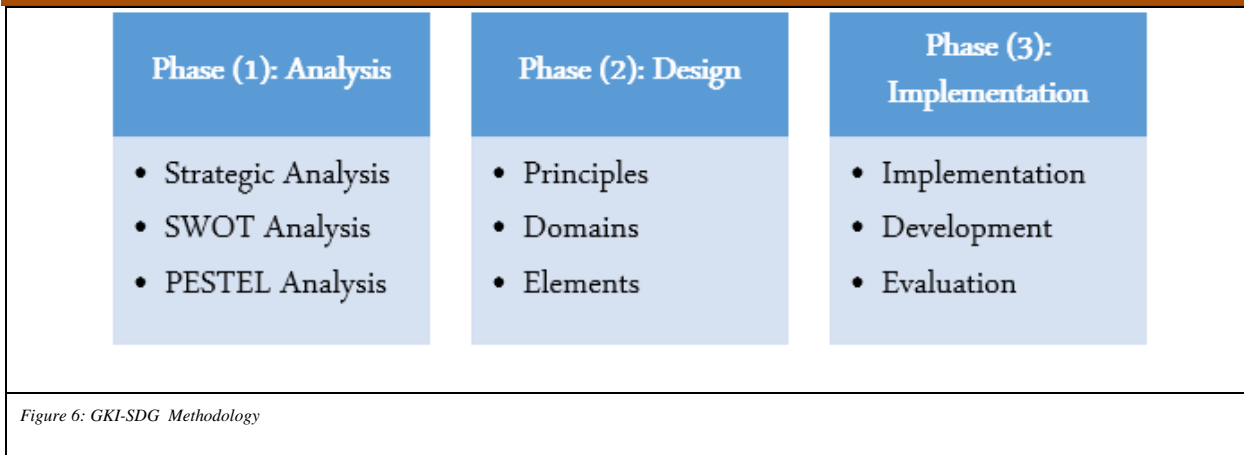 Phase (1): Analysis
• Strategic Analysis
• SWOT Analysis
• PESTEL Analysis
Phase (2): Design
• Principles
• Domains
• Elements
Phase (3):
Implementation
• Implementation
• Development
• Evaluation
Figure 6: GKI-SDG Methodology